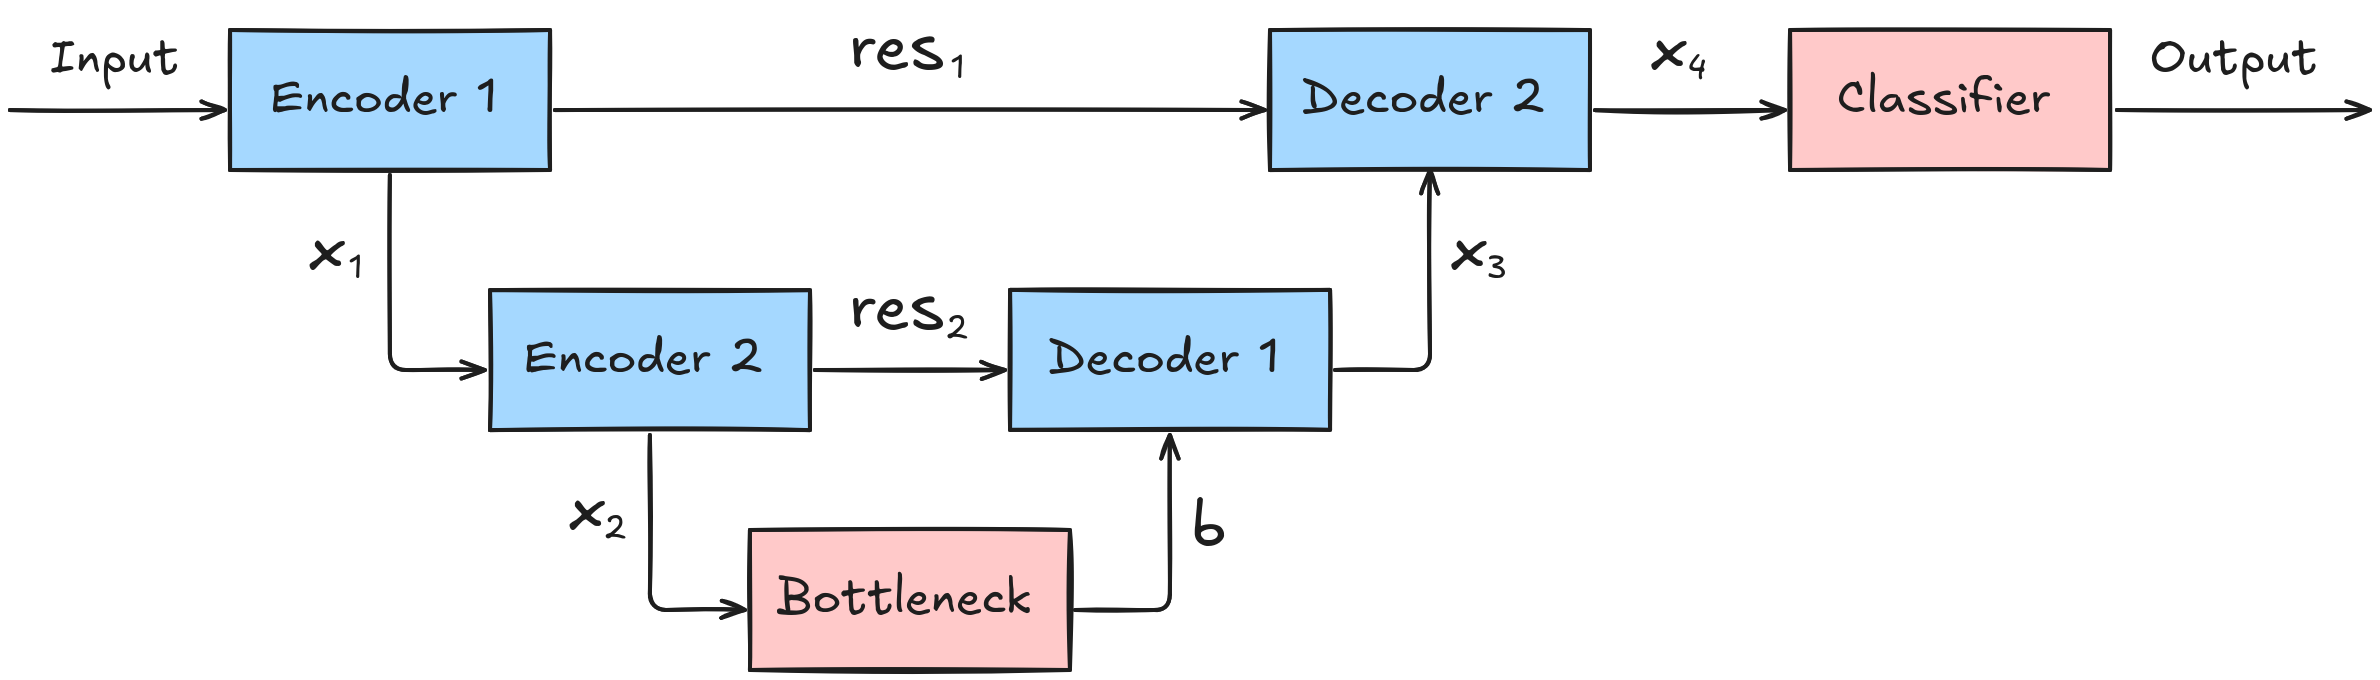 Input
Encoder 1
res₁
Decoder 2
x₄
Classifier
Output
x₁
x₃
Encoder 2
res₂
Decoder 1
x₂
b
Bottleneck